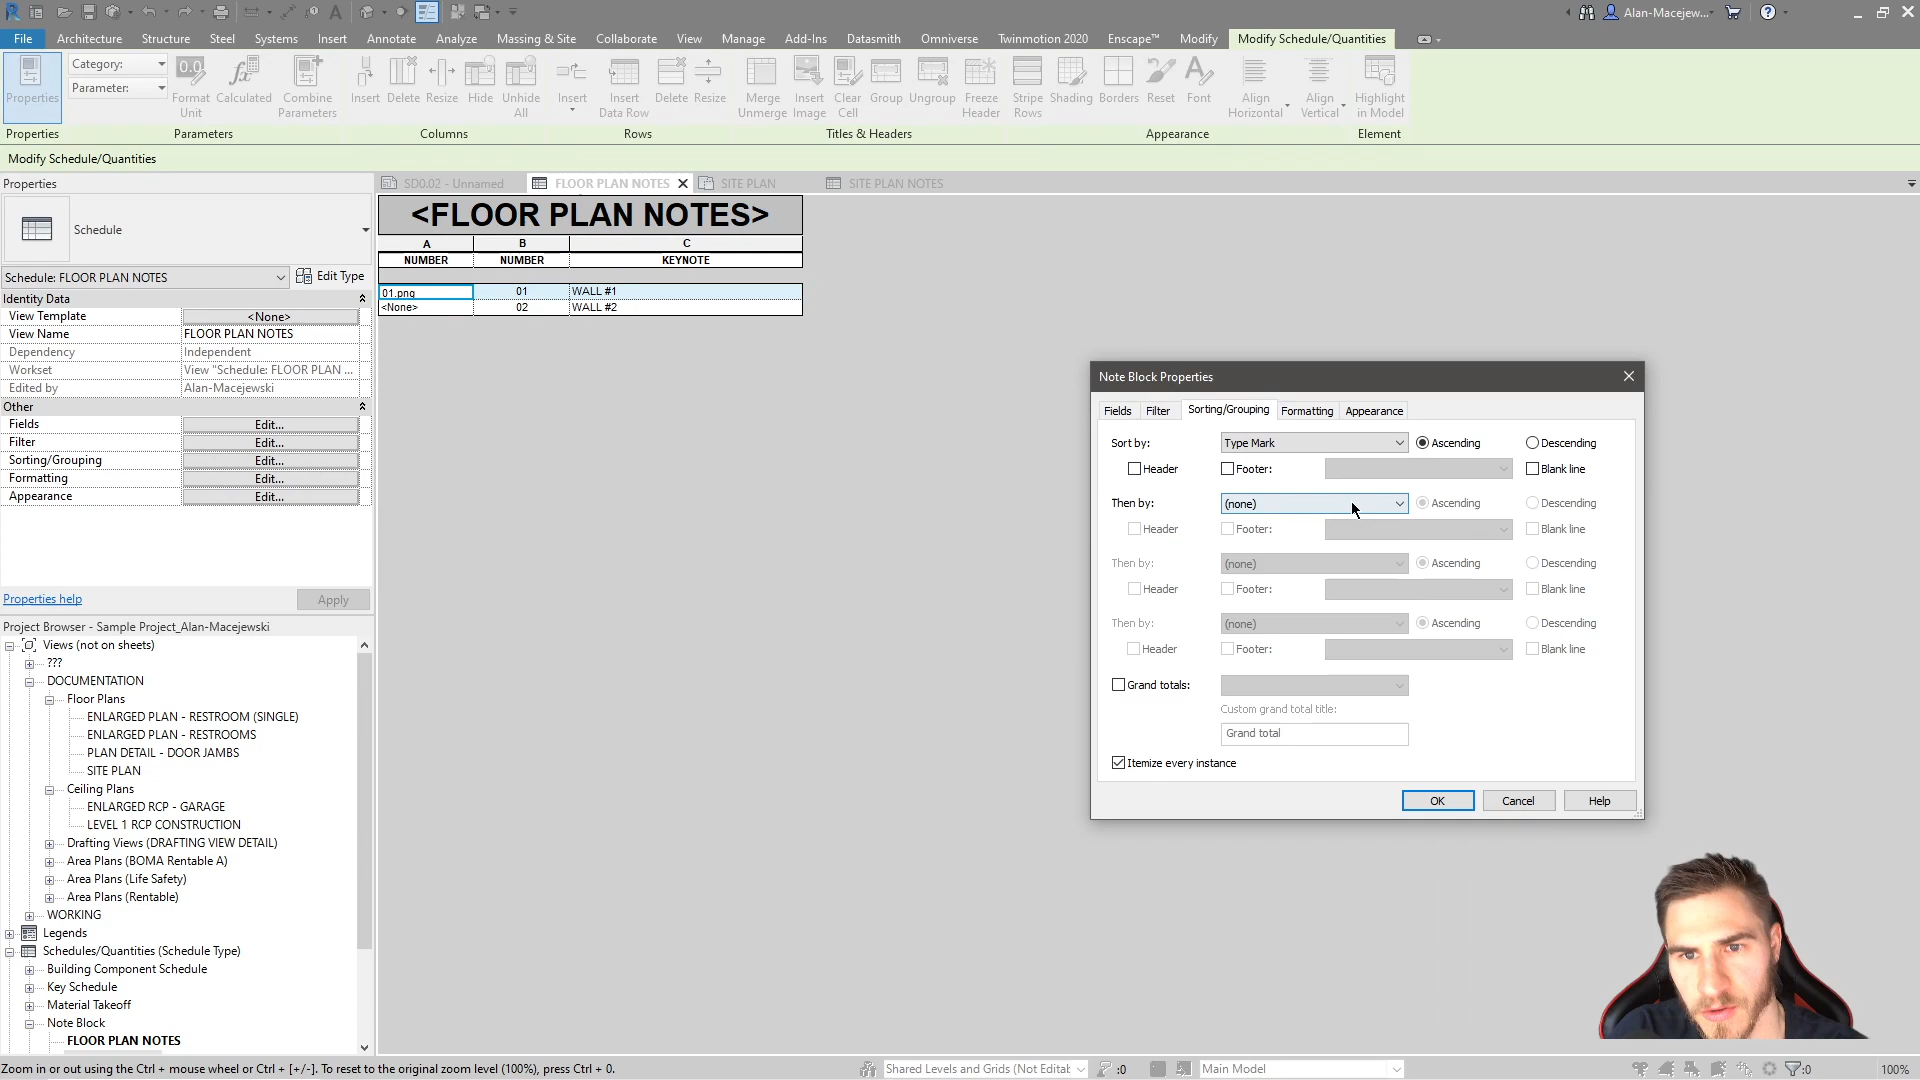 Alan-Macejew...
File Architecture Structure Steel Systems Insert Annotate Analyze Massing & Site Collaborate View Manage Add-Ins Datasmith Omniverse Twinmotion 2020 Enscape™ Modify Modify Schedule/Quantities
Category:
Parameter:
Properties
Format Unit
Calculated
Combine Parameters
Insert Delete Resize Hide Unhide All
Insert
Insert Data Row
Delete Resize
Merge Unmerge
Insert Image
Clear Cell
Group Ungroup
Freeze Header
Stripe Rows
Shading Borders Reset Font
Align Horizontal
Align Vertical
Highlight in Model
Properties Parameters Columns Rows Titles & Headers Appearance Element
Modify Schedule/Quantities
Properties
SD0.02 - Unnamed FLOOR PLAN NOTES SITE PLAN SITE PLAN NOTES
Schedule
Schedule: FLOOR PLAN NOTES Edit Type
Identity Data
View Template <None>
View Name FLOOR PLAN NOTES
Dependency Independent
Workset View "Schedule: FLOOR PLAN ...
Edited by Alan-Macejewski
Other
Fields Edit...
Filter Edit...
Sorting/Grouping Edit...
Formatting Edit...
Appearance Edit...
Properties help Apply
<FLOOR PLAN NOTES>
A B C
NUMBER NUMBER KEYNOTE
01.png 01 WALL #1
<None> 02 WALL #2
Note Block Properties
Fields Filter Sorting/Grouping Formatting Appearance
Sort by: Type Mark Ascending Descending
Header Footer: Blank line
Then by: (none) Ascending Descending
Header Footer: Blank line
Then by: (none) Ascending Descending
Header Footer: Blank line
Then by: (none) Ascending Descending
Header Footer: Blank line
Grand totals:
Custom grand total title:
Grand total
Itemize every instance
OK Cancel Help
Project Browser - Sample Project_Alan-Macejewski
Views (not on sheets)
???
DOCUMENTATION
Floor Plans
ENLARGED PLAN - RESTROOM (SINGLE)
ENLARGED PLAN - RESTROOMS
PLAN DETAIL - DOOR JAMBS
SITE PLAN
Ceiling Plans
ENLARGED RCP - GARAGE
LEVEL 1 RCP CONSTRUCTION
Drafting Views (DRAFTING VIEW DETAIL)
Area Plans (BOMA Rentable A)
Area Plans (Life Safety)
Area Plans (Rentable)
WORKING
Legends
Schedules/Quantities (Schedule Type)
Building Component Schedule
Key Schedule
Material Takeoff
Note Block
FLOOR PLAN NOTES
Zoom in or out using the Ctrl + mouse wheel or Ctrl + [+/-]. To reset to the original zoom level (100%), press Ctrl + 0.
Shared Levels and Grids (Not Editab :0 Main Model :0 100%